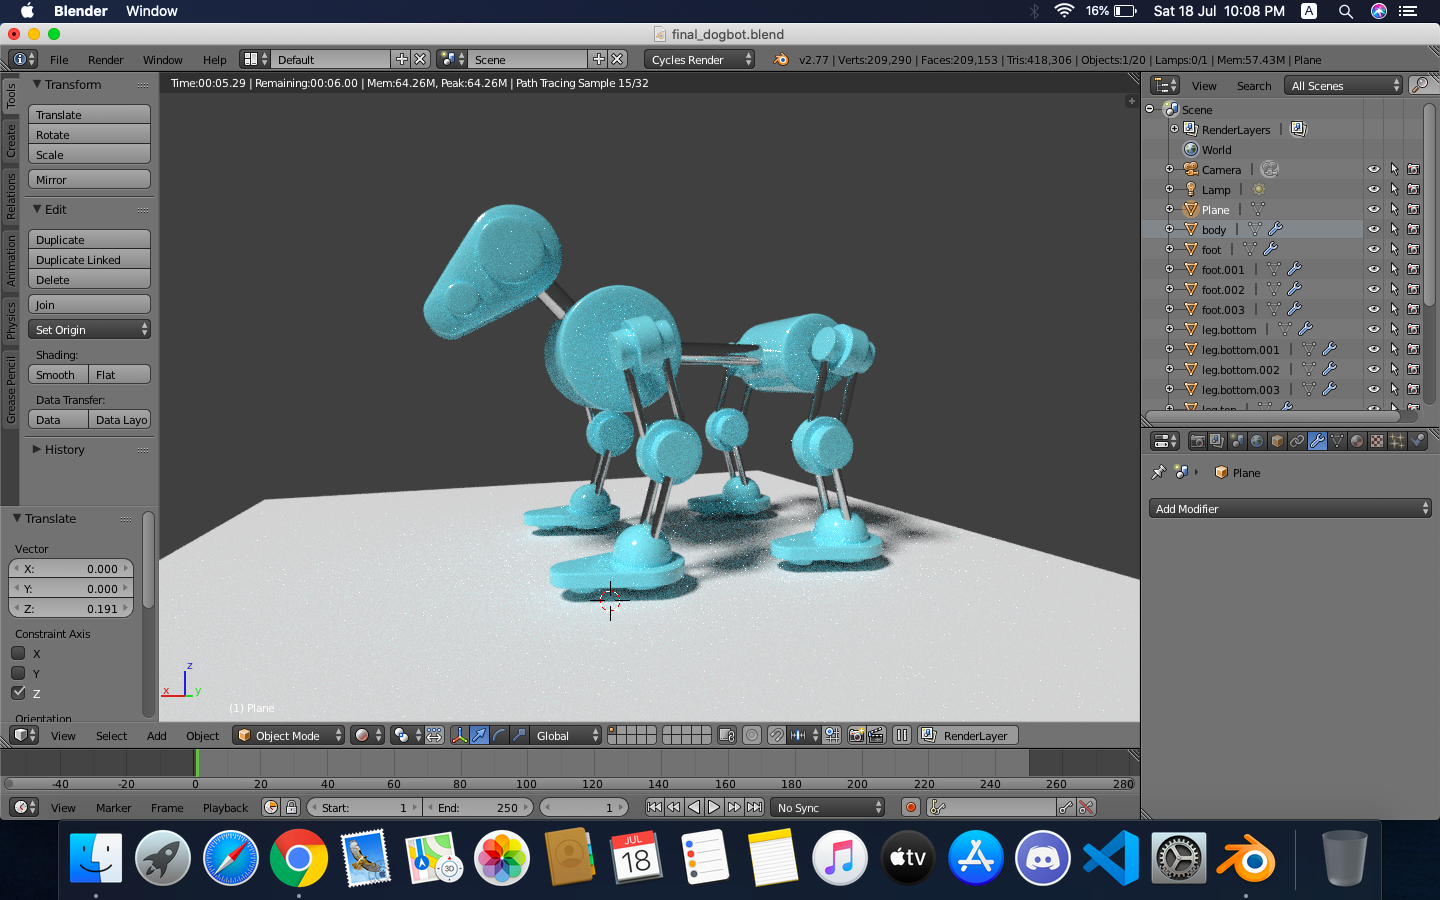 Blender Window 16% Sat 18 Jul 10:08 PM A
final_dogbot.blend
File Render Window Help Default Scene Cycles Render v2.77 | Verts:209,290 | Faces:209,153 | Tris:418,306 | Objects:1/20 | Lamps:0/1 | Mem:57.43M | Plane
Time:00:05.29 | Remaining:00:06.00 | Mem:64.26M, Peak:64.26M | Path Tracing Sample 15/32
Tools
Create
Relations
Animation
Physics
Grease Pencil
Transform
Translate
Rotate
Scale
Mirror
Edit
Duplicate
Duplicate Linked
Delete
Join
Set Origin
Shading:
Smooth Flat
Data Transfer:
Data Data Layo
History
Translate
Vector
X: 0.000
Y: 0.000
Z: 0.191
Constraint Axis
X
Y
Z
Orientation
z
x y
(1) Plane
View Search All Scenes
Scene
RenderLayers
World
Camera
Lamp
Plane
body
foot
foot.001
foot.002
foot.003
leg.bottom
leg.bottom.001
leg.bottom.002
leg.bottom.003
leg.top
Plane
Add Modifier
View Select Add Object Object Mode Global RenderLayer
-40 -20 0 20 40 60 80 100 120 140 160 180 200 220 240 260 280
View Marker Frame Playback Start: 1 End: 250 1 No Sync
JUL
18
3D
tv